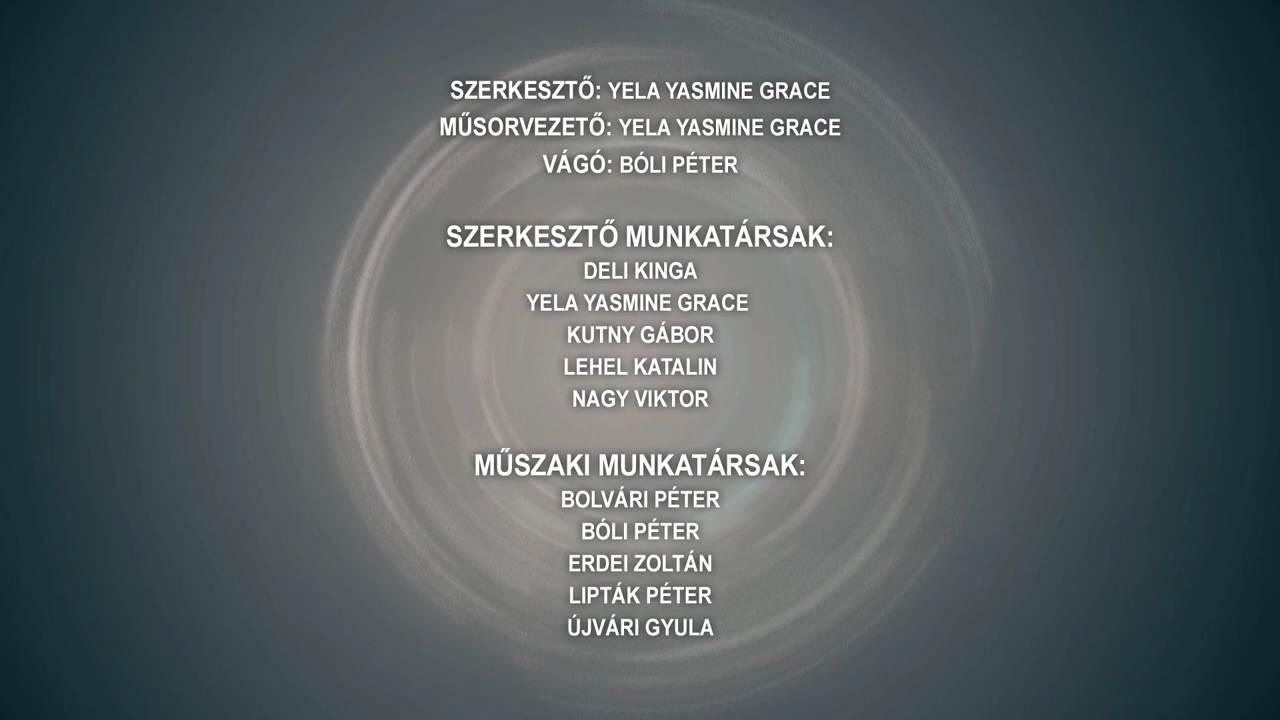 SZERKESZTŐ: YELA YASMINE GRACE
MŰSORVEZETŐ: YELA YASMINE GRACE
VÁGÓ: BÓLI PÉTER
SZERKESZTŐ MUNKATÁRSAK:
DELI KINGA
YELA YASMINE GRACE
KUTNY GÁBOR
LEHEL KATALIN
NAGY VIKTOR
MŰSZAKI MUNKATÁRSAK:
BOLVÁRI PÉTER
BÓLI PÉTER
ERDEI ZOLTÁN
LIPTÁK PÉTER
ÚJVÁRI GYULA